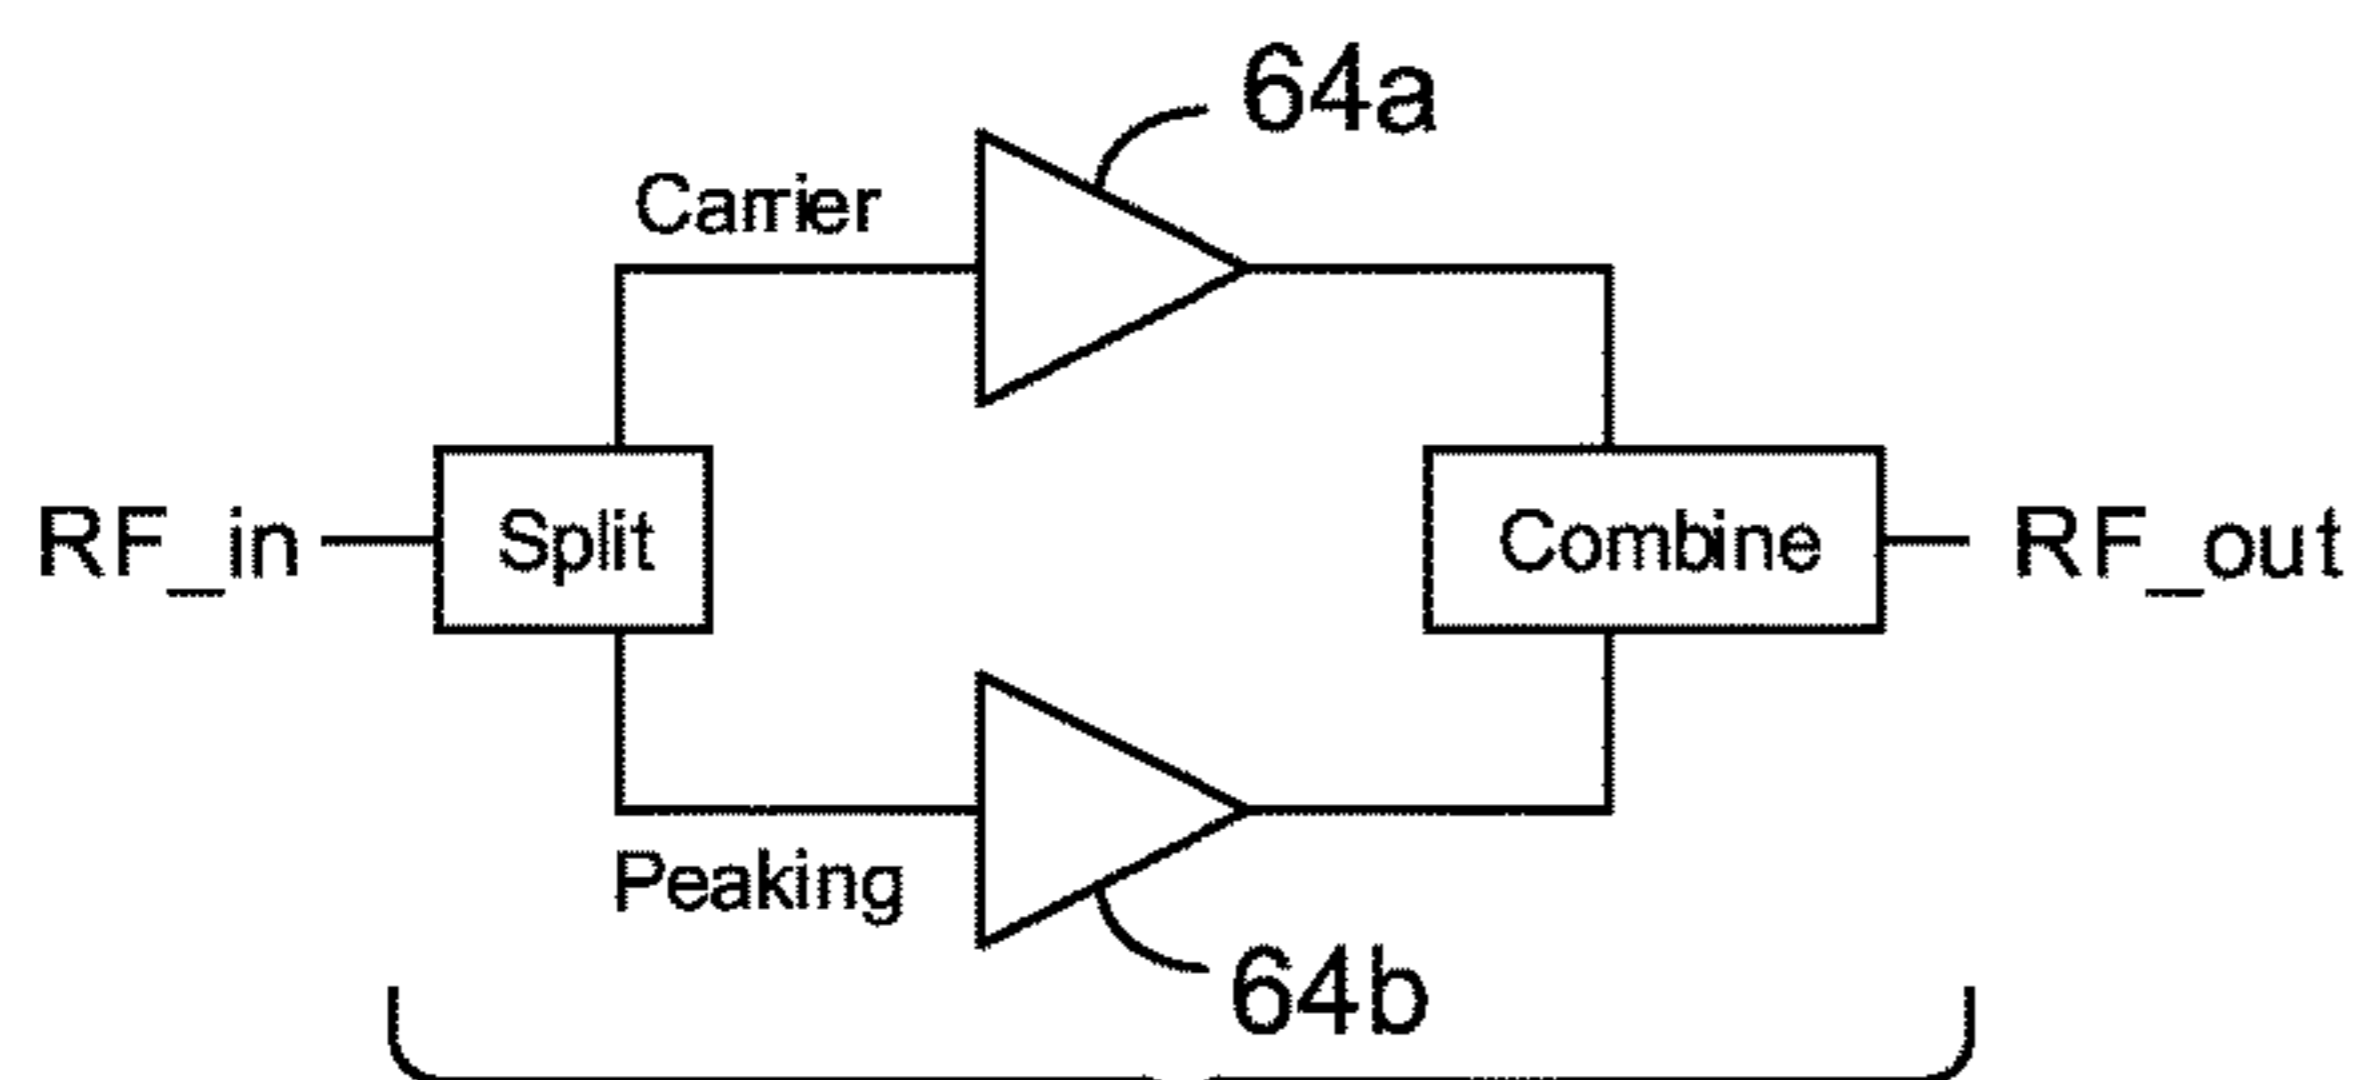 64a
Carrier
RF_in
Split
Combine
RF_out
Peaking
64b